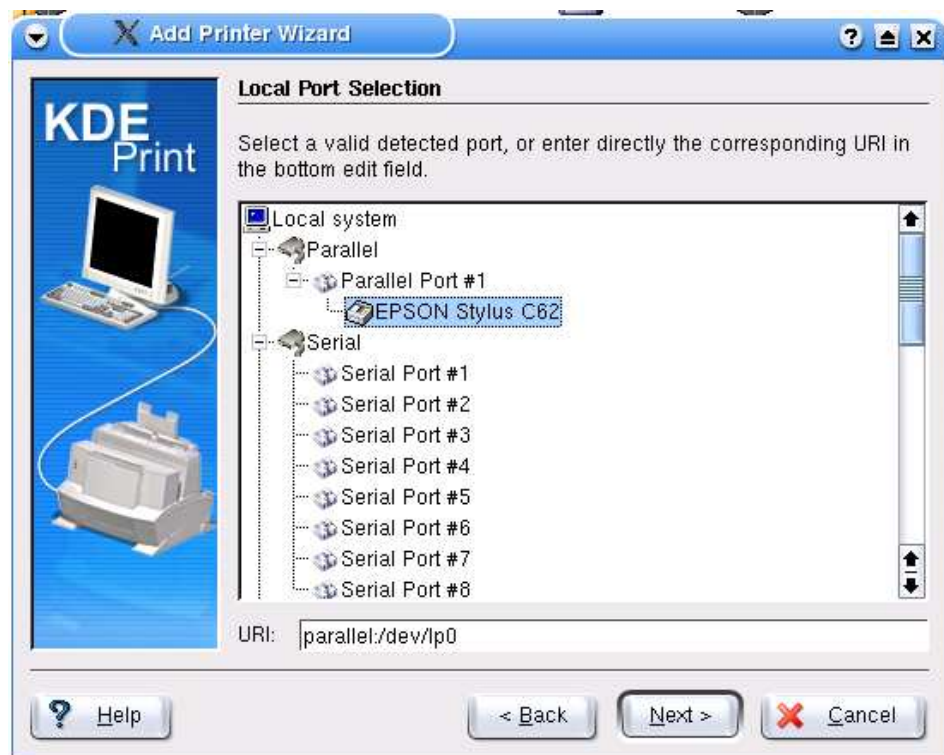 Add Printer Wizard
?
KDE
Print
Local Port Selection
Select a valid detected port, or enter directly the corresponding URI in
the bottom edit field.
Local system
Parallel
Parallel Port #1
EPSON Stylus C62
Serial
Serial Port #1
Serial Port #2
Serial Port #3
Serial Port #4
Serial Port #5
Serial Port #6
Serial Port #7
Serial Port #8
URI: parallel:/dev/lp0
? Help < Back Next > Cancel